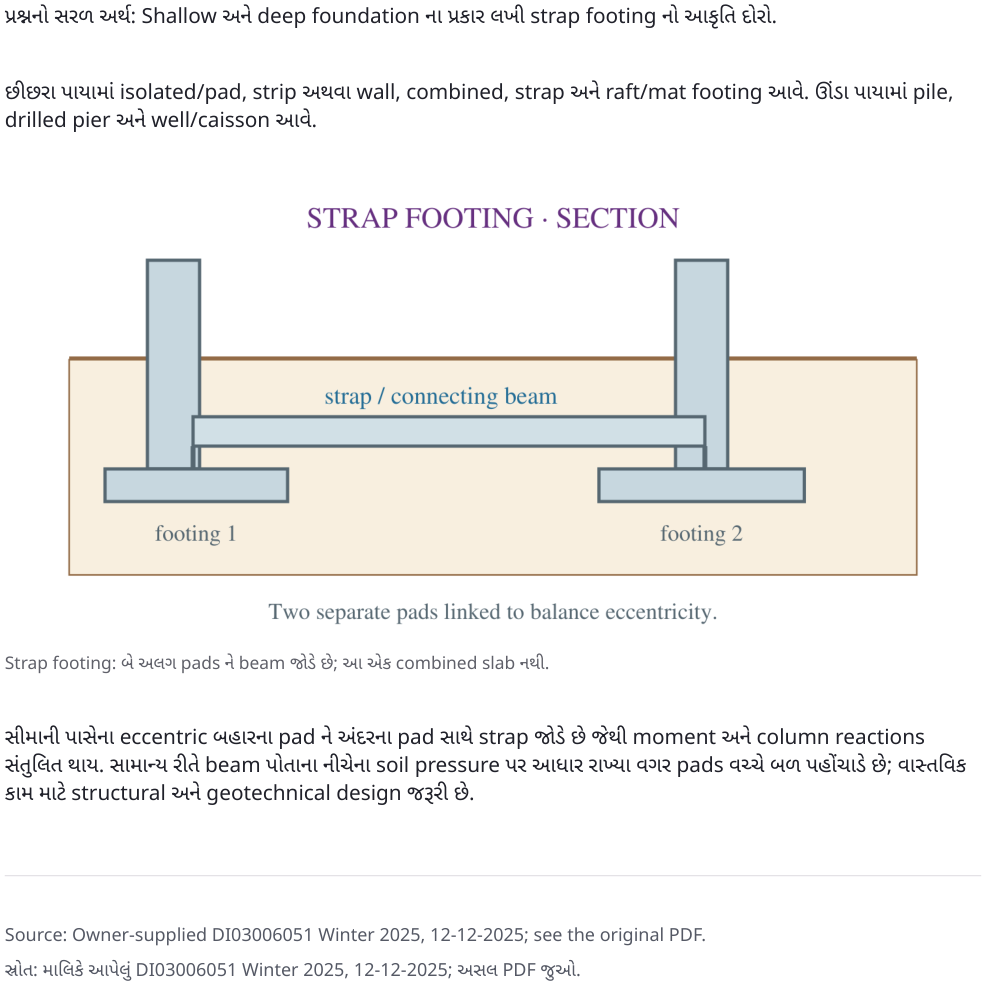 પ્રશ્નનો સરળ અર્થ: Shallow અને deep foundation ના પ્રકાર લખી strap footing નો આકૃતિ દોરો.
છીછરા પાયામાં isolated/pad, strip અથવા wall, combined, strap અને raft/mat footing આવે. ઊંડા પાયામાં pile,
drilled pier અને well/caisson આવે.
STRAP FOOTING · SECTION
strap / connecting beam
footing 1
footing 2
Two separate pads linked to balance eccentricity.
Strap footing: બે અલગ pads ને beam જોડે છે; આ એક combined slab નથી.
સીમાની પાસેના eccentric બહારના pad ને અંદરના pad સાથે strap જોડે છે જેથી moment અને column reactions
સંતુલિત થાય. સામાન્ય રીતે beam પોતાના નીચેના soil pressure પર આધાર રાખ્યા વગર pads વચ્ચે બળ પહોંચાડે છે; વાસ્તવિક
કામ માટે structural અને geotechnical design જરૂરી છે.
Source: Owner-supplied DI03006051 Winter 2025, 12-12-2025; see the original PDF.
સ્રોત: માલિકે આપેલું DI03006051 Winter 2025, 12-12-2025; અસલ PDF જુઓ.